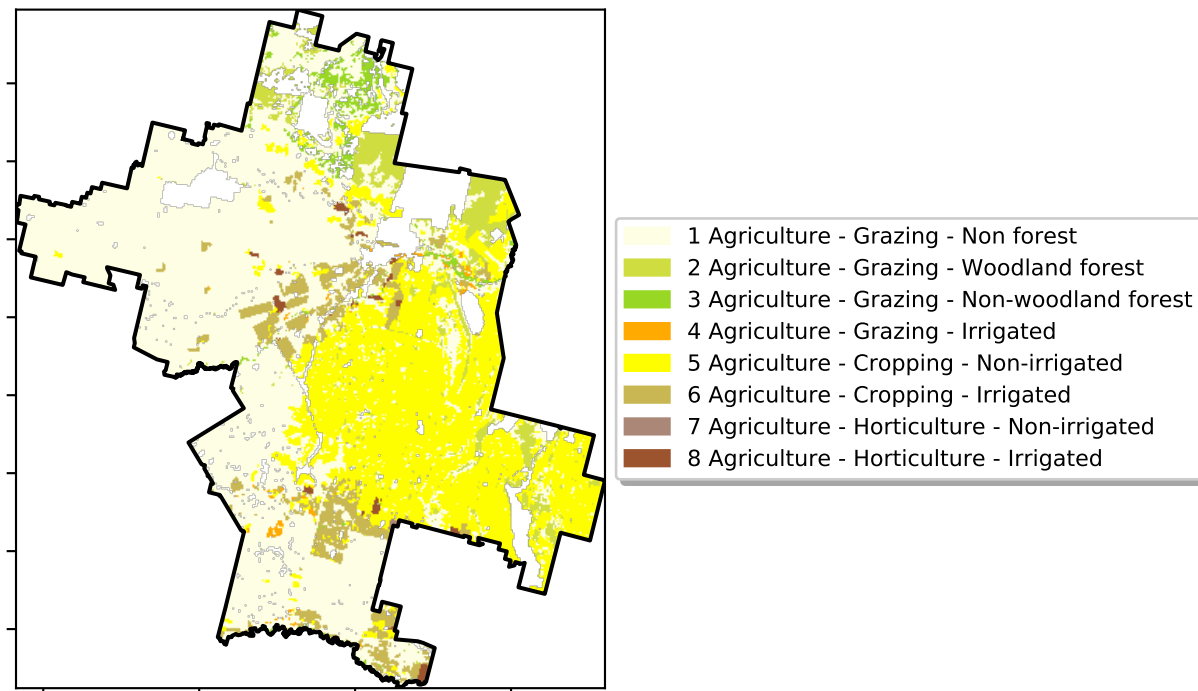 1 Agriculture - Grazing - Non forest
2 Agriculture - Grazing - Woodland forest
3 Agriculture - Grazing - Non-woodland forest
4 Agriculture - Grazing - Irrigated
5 Agriculture - Cropping - Non-irrigated
6 Agriculture - Cropping - Irrigated
7 Agriculture - Horticulture - Non-irrigated
8 Agriculture - Horticulture - Irrigated